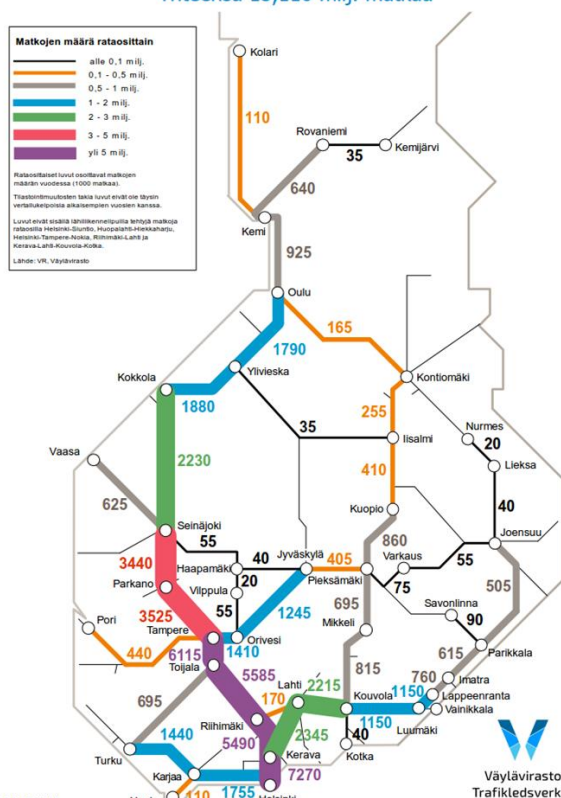 Matkojen määrä rataosittain
alle 0,1 milj.
0,1 - 0,5 milj.
0,5 - 1 milj.
1 - 2 milj.
2 - 3 milj.
3 - 5 milj.
yli 5 milj.
Rataosittaiset luvut osoittavat matkojen
määrän vuodessa (1000 matkaa).
Tilastointimuutosten takia luvut eivät ole täysin
vertailukelpoisia aikaisempien vuosien kanssa.
Luvut eivät sisällä lähiliikennelipuilla tehtyjä matkoja
rataosilla Helsinki-Siuntio, Huopalahti-Hiekkaharju,
Helsinki-Tampere-Nokia, Riihimäki-Lahti ja
Kerava-Lahti-Kouvola-Kotka.
Lähde: VR, Väylävirasto
Kolari
110
Rovaniemi
35
Kemijärvi
640
Kemi
925
Oulu
165
1790
Kokkola
Ylivieska
Kontiomäki
1880
255
Nurmes
35
Iisalmi
20
Vaasa
2230
410
Lieksa
625
Kuopio
40
Seinäjoki
55
860
Joensuu
3440
Haapamäki
40
Jyväskylä
405
Varkaus
55
Parkano
20
Pieksämäki
75
505
Vilppula
Savonlinna
3525
55
1245
695
90
Pori
Tampere
Mikkeli
1410
Orivesi
Parikkala
440
6115
615
Toijala
5585
815
Imatra
695
Lahti
2215
760
170
Kouvola
1150
Lappeenranta
Riihimäki
1150
Vainikkala
1440
5490
2345
Luumäki
Turku
40
Kerava
Kotka
Karjaa
7270
110
1755
Väylävirasto
Trafikledsverk